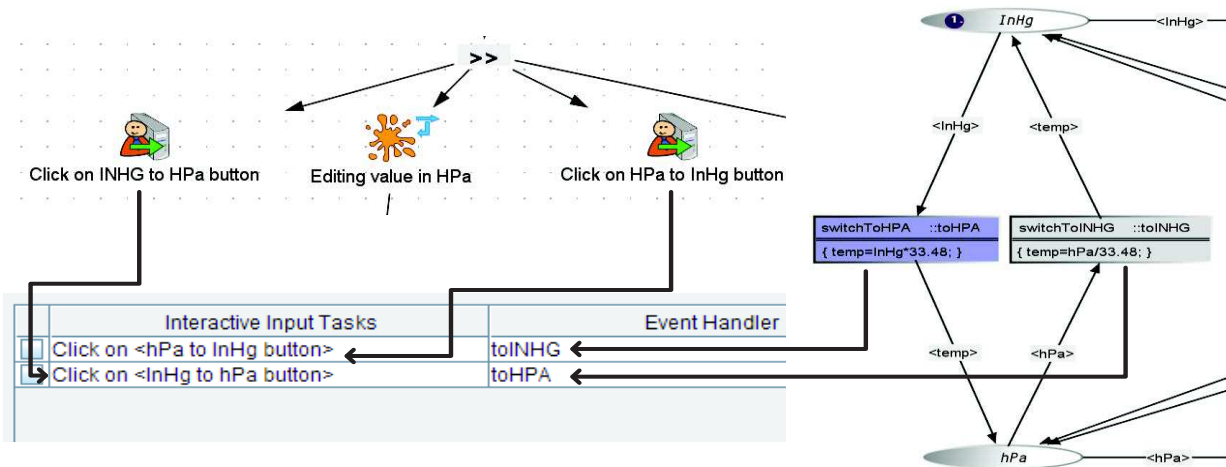 >>
Click on INHG to HPa button
Editing value in HPa
Click on HPa to InHg button
Interactive Input Tasks
Event Handler
Click on <hPa to InHg button>
toINHG
Click on <InHg to hPa button>
toHPA
1
InHg
<InHg>
<InHg>
<temp>
switchToHPA ::toHPA
{ temp=InHg*33.48; }
switchToINHG ::toINHG
{ temp=hPa/33.48; }
<temp>
<hPa>
hPa
<hPa>